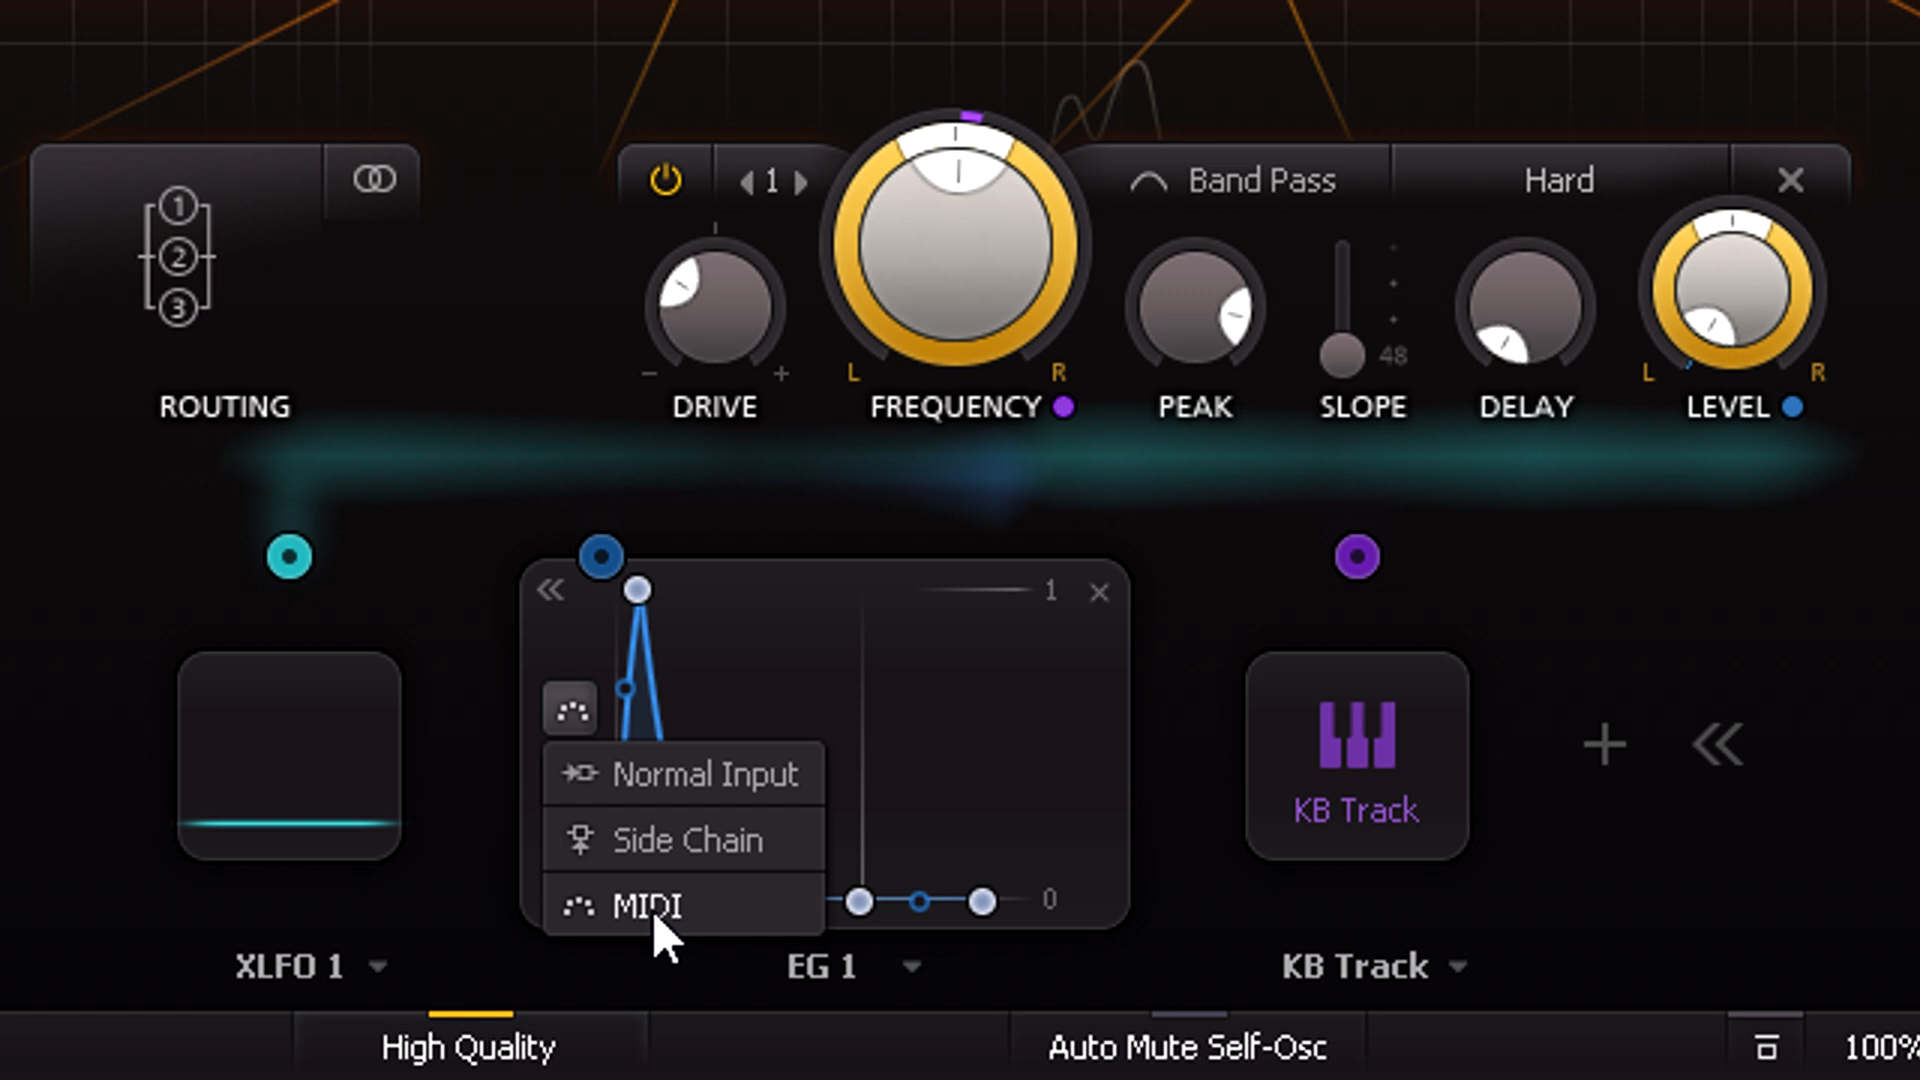 1
Band Pass
Hard
1
2
3
L
R
48
L
R
ROUTING
DRIVE
FREQUENCY
PEAK
SLOPE
DELAY
LEVEL
1
Normal Input
Side Chain
MIDI
0
KB Track
XLFO 1
EG 1
KB Track
High Quality
Auto Mute Self-Osc
100%